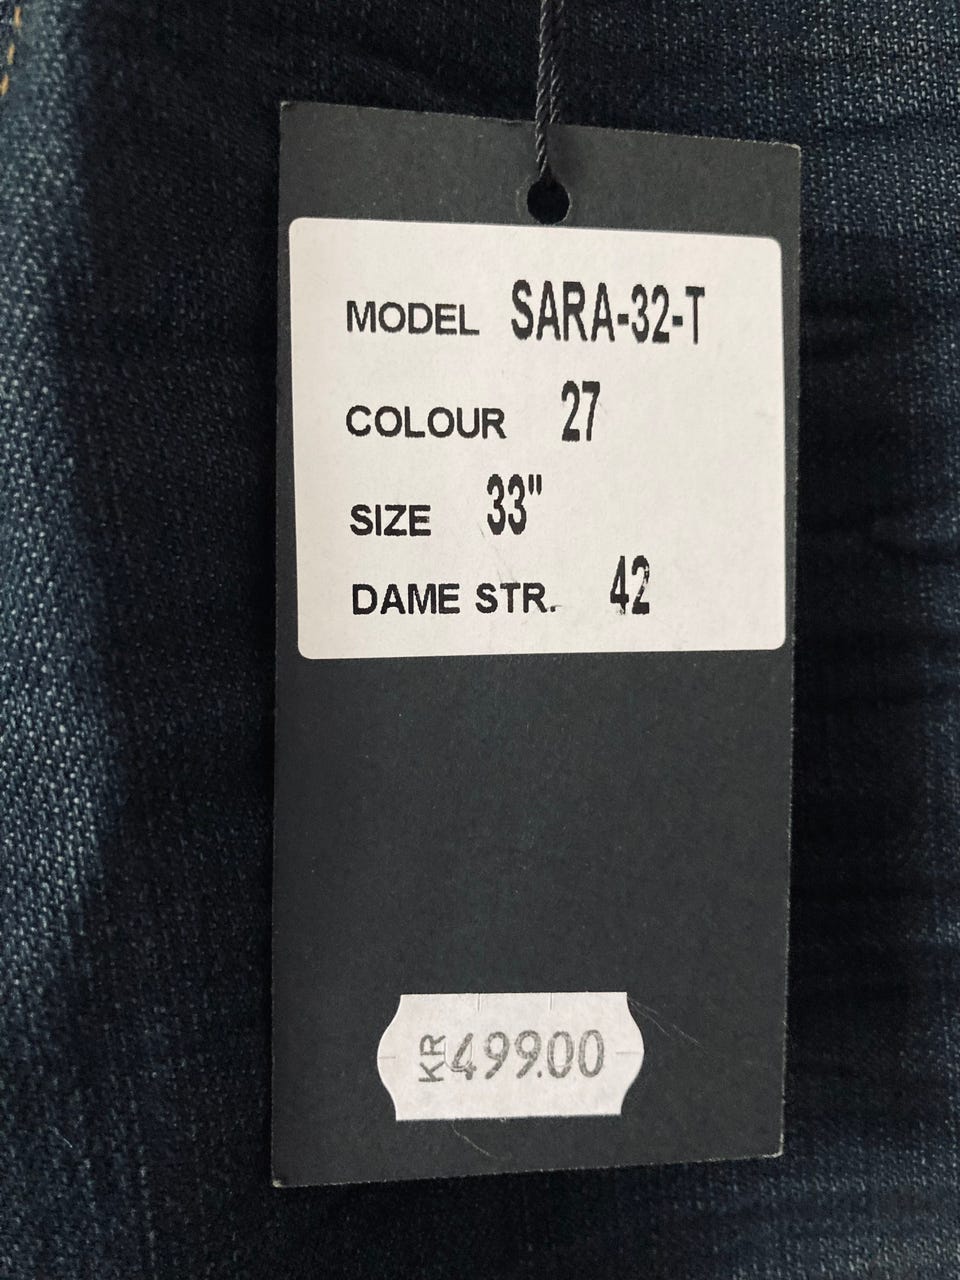 MODEL SARA-32-T
COLOUR 27
SIZE 33"
DAME STR. 42
KR 499.00